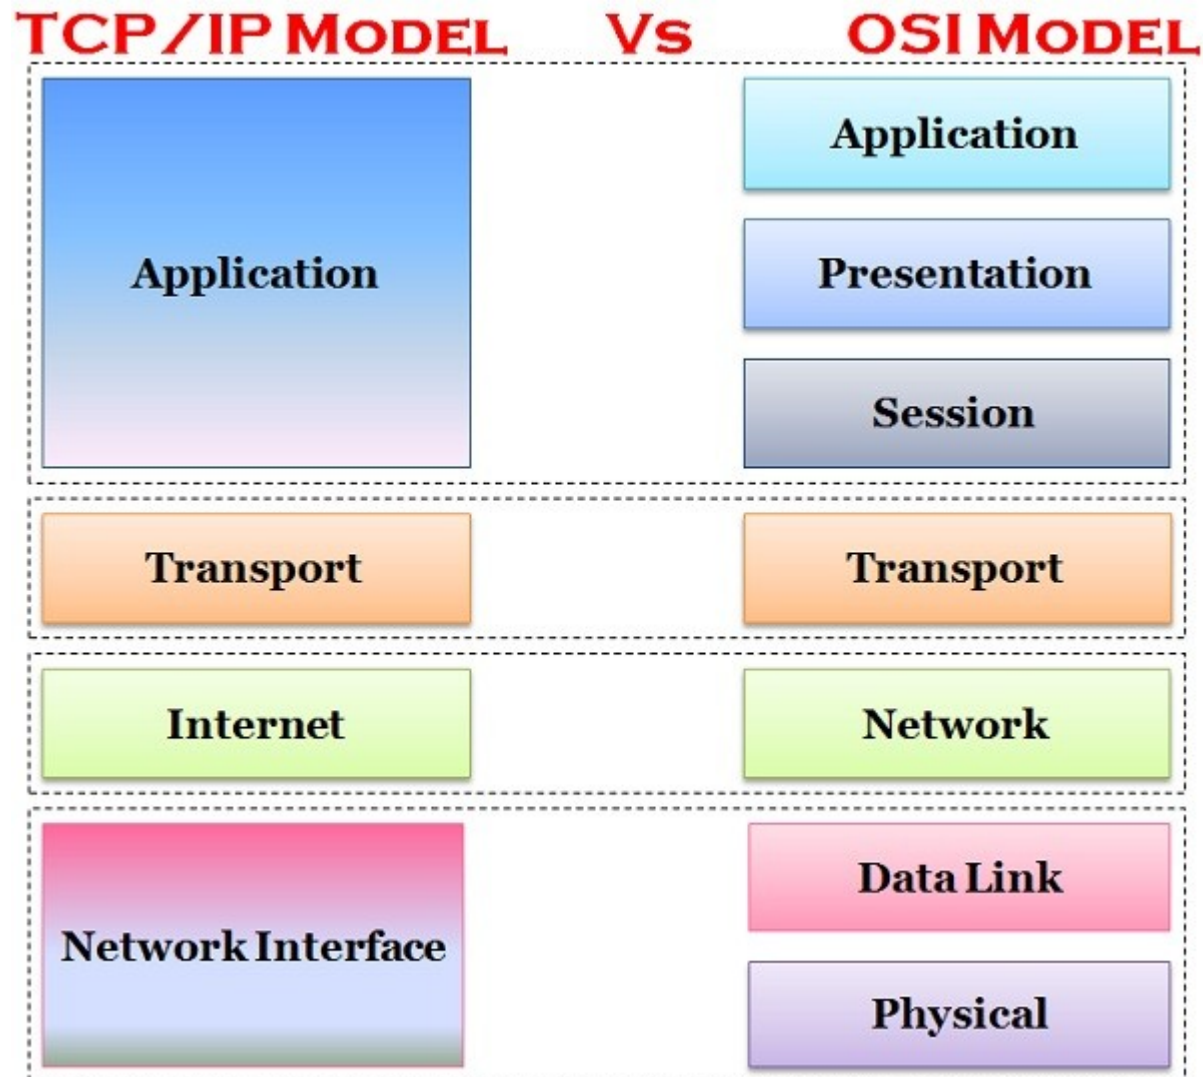 TCP/IP MODEL Vs OSI MODEL
Application
Application
Presentation
Session
Transport
Transport
Internet
Network
Network Interface
Data Link
Physical